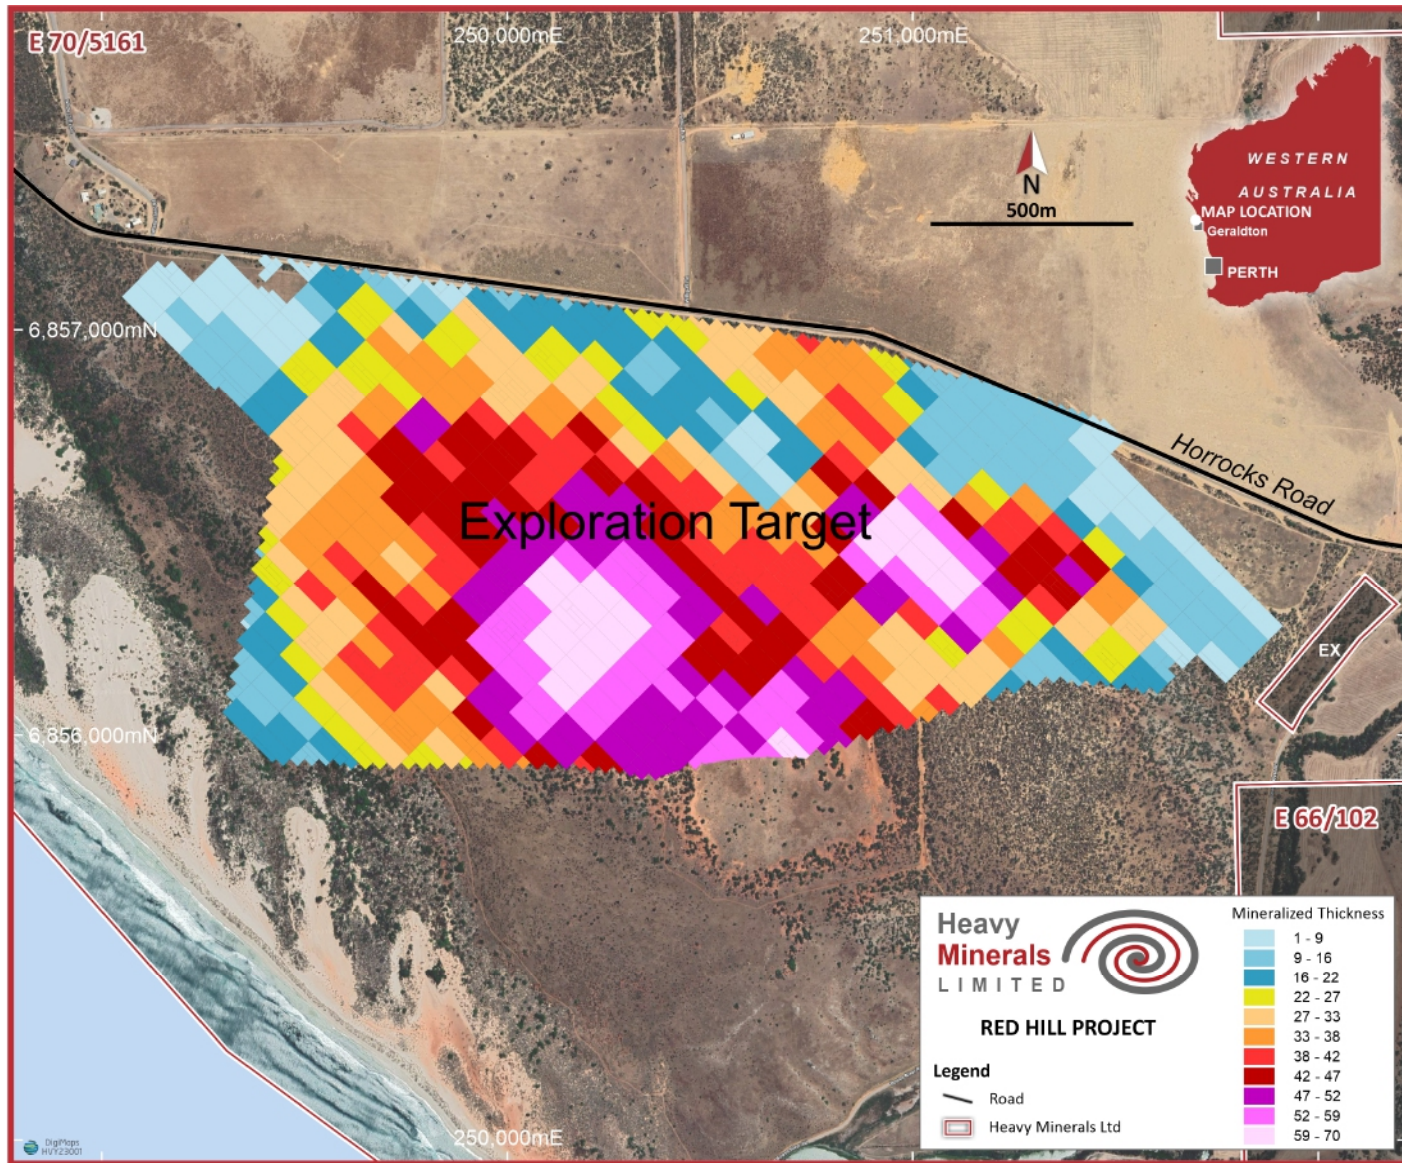 E 70/5161
250,000mE
251,000mE
WESTERN
AUSTRALIA
MAP LOCATION
Geraldton
PERTH
N
500m
6,857,000mN
Horrocks Road
Exploration Target
EX
6,856,000mN
E 66/102
Heavy
Minerals
LIMITED
RED HILL PROJECT
Legend
Road
Heavy Minerals Ltd
Mineralized Thickness
1 - 9
9 - 16
16 - 22
22 - 27
27 - 33
33 - 38
38 - 42
42 - 47
47 - 52
52 - 59
59 - 70
250,000mE
DigiMaps
HVYZ3001